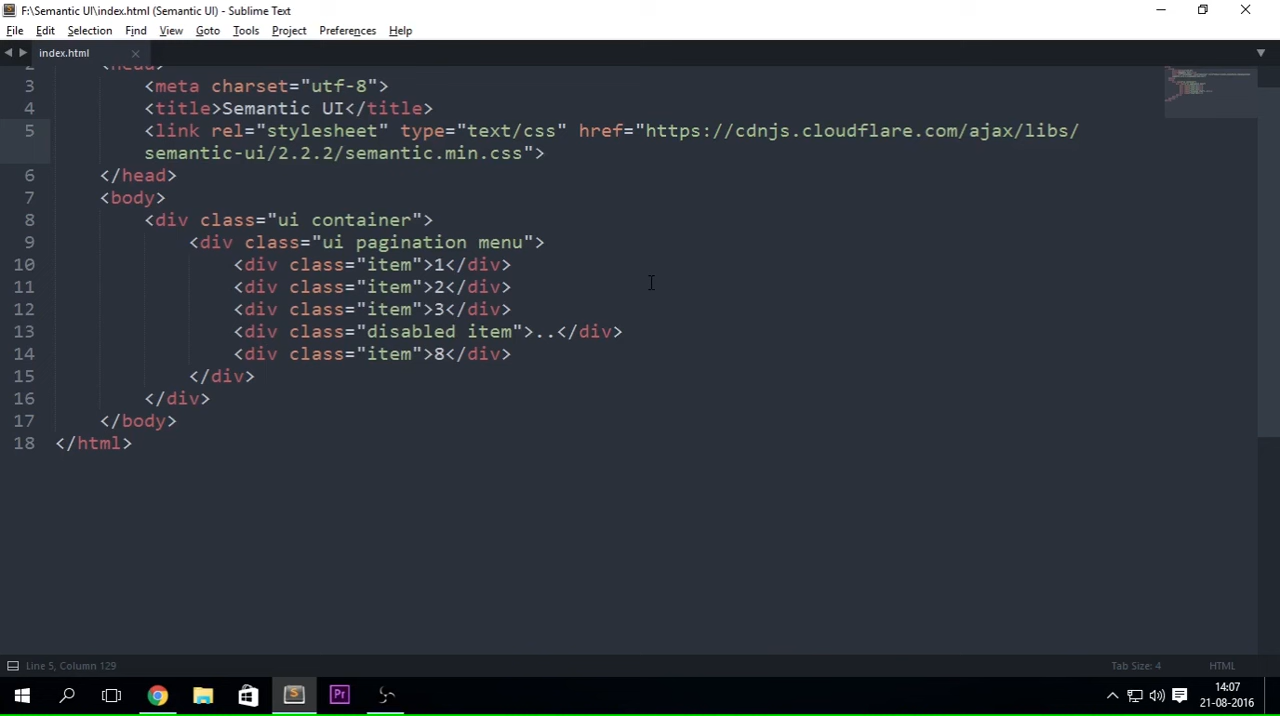 F:\Semantic UI\index.html (Semantic UI) - Sublime Text
File Edit Selection Find View Goto Tools Project Preferences Help
index.html
2 <head>
3 <meta charset="utf-8">
4 <title>Semantic UI</title>
5 <link rel="stylesheet" type="text/css" href="https://cdnjs.cloudflare.com/ajax/libs/
semantic-ui/2.2.2/semantic.min.css">
6 </head>
7 <body>
8 <div class="ui container">
9 <div class="ui pagination menu">
10 <div class="item">1</div>
11 <div class="item">2</div>
12 <div class="item">3</div>
13 <div class="disabled item">..</div>
14 <div class="item">8</div>
15 </div>
16 </div>
17 </body>
18 </html>
Line 5, Column 129 Tab Size: 4 HTML
S Pr 14:07
21-08-2016